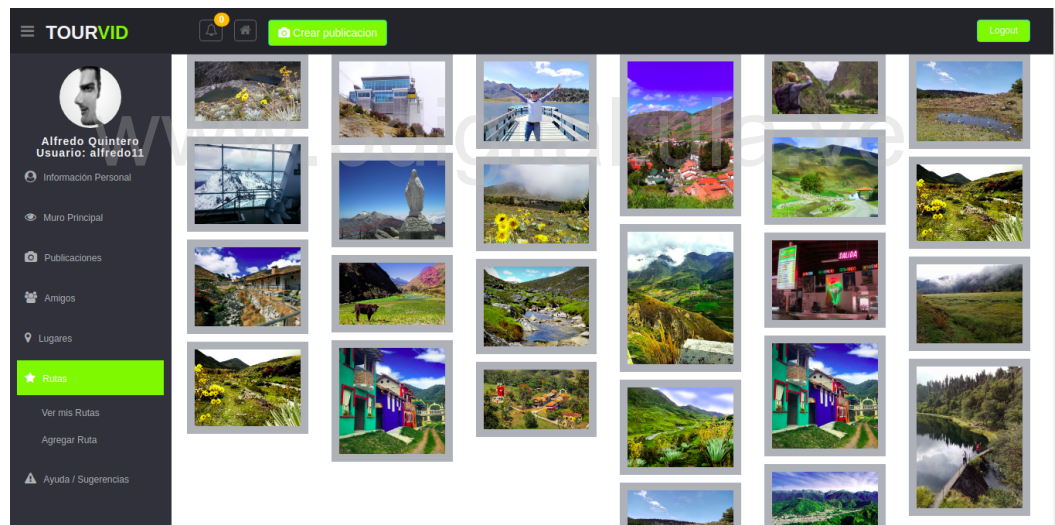 TOURVID
0
Crear publicacion
Logout
Alfredo Quintero
Usuario: alfredo11
Información Personal
Muro Principal
Publicaciones
Amigos
Lugares
Rutas
Ver mis Rutas
Agregar Ruta
Ayuda / Sugerencias
SALIDA